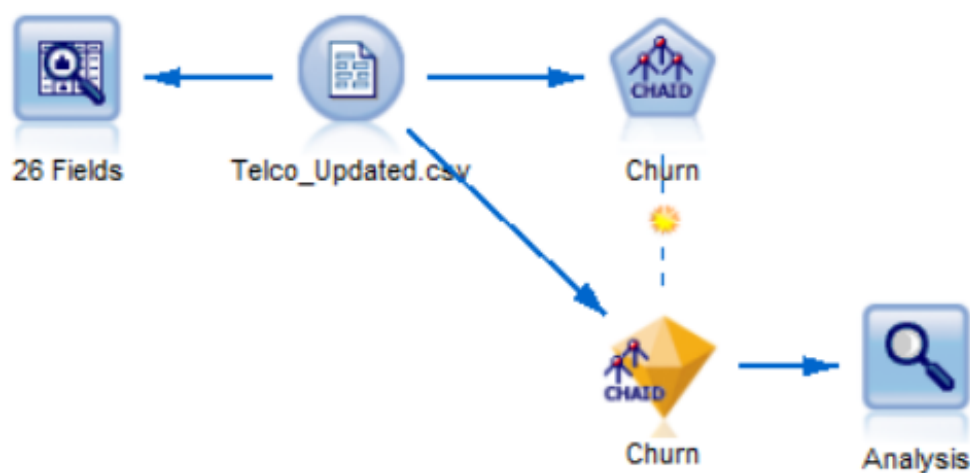 CHAID
26 Fields
Telco_Updated.csv
Churn
CHAID
Churn
Analysis